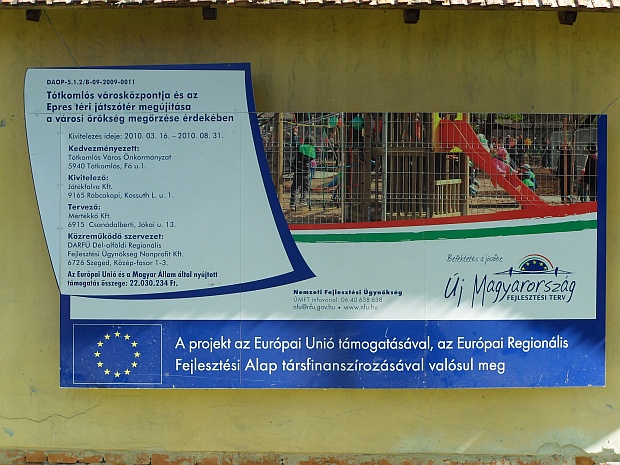 DAOP-5.1.2/B-09-2009-0011
Tótkomlós városközpontja és az
Epres téri játszótér megújítása
a városi örökség megőrzése érdekében
Kivitelezés ideje: 2010. 03. 16. – 2010. 08. 31.
Kedvezményezett:
Tótkomlós Város Önkormányzat
5940 Tótkomlós, Fő u.1.
Kivitelező:
Játékfalva Kft.
9165 Rábcakapi, Kossuth L. u. 1.
Tervező:
Mértékkő Kft.
6915 Csanádalberti, Jókai u. 13.
Közreműködő szervezet:
DARFÜ Dél-alföldi Regionális
Fejlesztési Ügynökség Nonprofit Kft.
6726 Szeged, Közép-fasor 1-3.
Az Európai Unió és a Magyar Állam által nyújtott
támogatás összege: 22.030.234 Ft.
Nemzeti Fejlesztési Ügynökség
ÚMFT infovonal: 06 40 638 638
nfu@nfu.gov.hu • www.nfu.hu
Befektetés a jövőbe
Új Magyarország
FEJLESZTÉSI TERV
A projekt az Európai Unió támogatásával, az Európai Regionális
Fejlesztési Alap társfinanszírozásával valósul meg